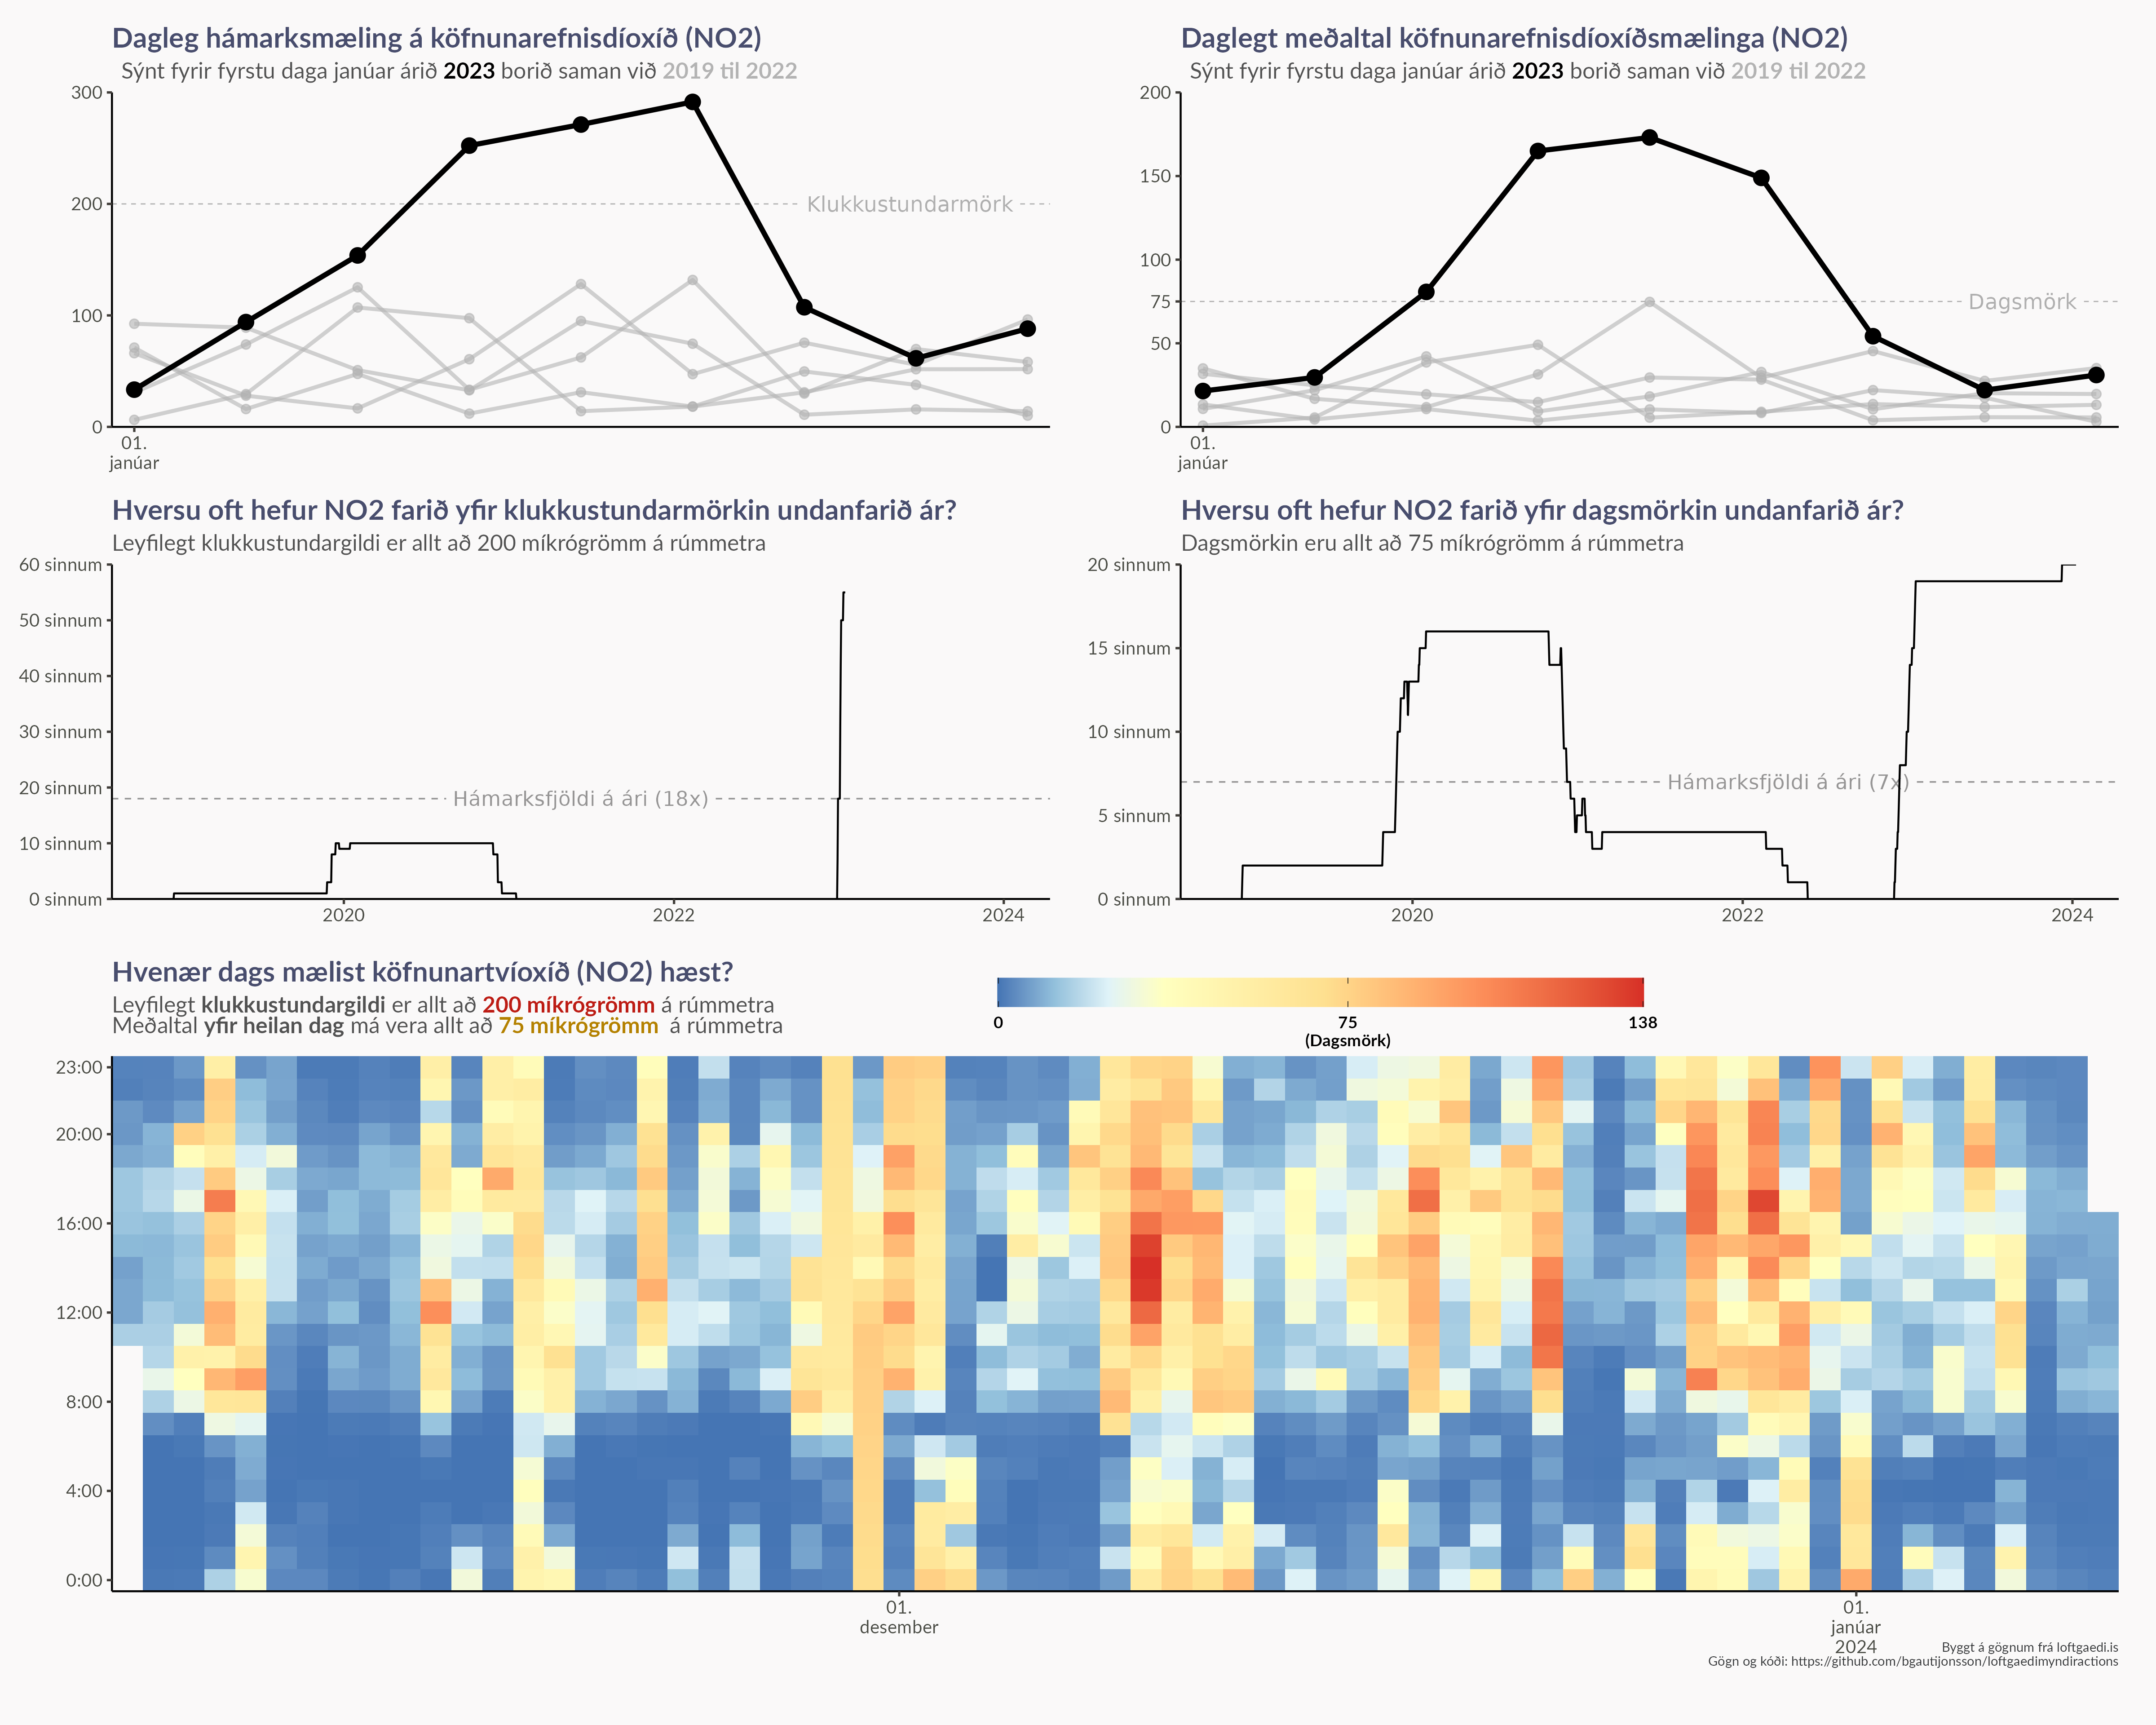 Dagleg hámarksmæling á köfnunarefnisdíoxíð (NO2)
Sýnt fyrir fyrstu daga janúar árið 2023 borið saman við 2019 til 2022
300
200
100
0
Klukkustundarmörk
01.
janúar
Daglegt meðaltal köfnunarefnisdíoxíðsmælinga (NO2)
Sýnt fyrir fyrstu daga janúar árið 2023 borið saman við 2019 til 2022
200
150
100
75
50
0
Dagsmörk
01.
janúar
Hversu oft hefur NO2 farið yfir klukkustundarmörkin undanfarið ár?
Leyfilegt klukkustundargildi er allt að 200 míkrógrömm á rúmmetra
60 sinnum
50 sinnum
40 sinnum
30 sinnum
20 sinnum
10 sinnum
0 sinnum
Hámarksfjöldi á ári (18x)
2020
2022
2024
Hversu oft hefur NO2 farið yfir dagsmörkin undanfarið ár?
Dagsmörkin eru allt að 75 míkrógrömm á rúmmetra
20 sinnum
15 sinnum
10 sinnum
5 sinnum
0 sinnum
Hámarksfjöldi á ári (7x)
2020
2022
2024
Hvenær dags mælist köfnunartvíoxíð (NO2) hæst?
Leyfilegt klukkustundargildi er allt að 200 míkrógrömm á rúmmetra
Meðaltal yfir heilan dag má vera allt að 75 míkrógrömm á rúmmetra
0
75
138
(Dagsmörk)
23:00
20:00
16:00
12:00
8:00
4:00
0:00
01.
desember
01.
janúar
2024
Byggt á gögnum frá loftgaedi.is
Gögn og kóði: https://github.com/bgautijonsson/loftgaedimyndiractions